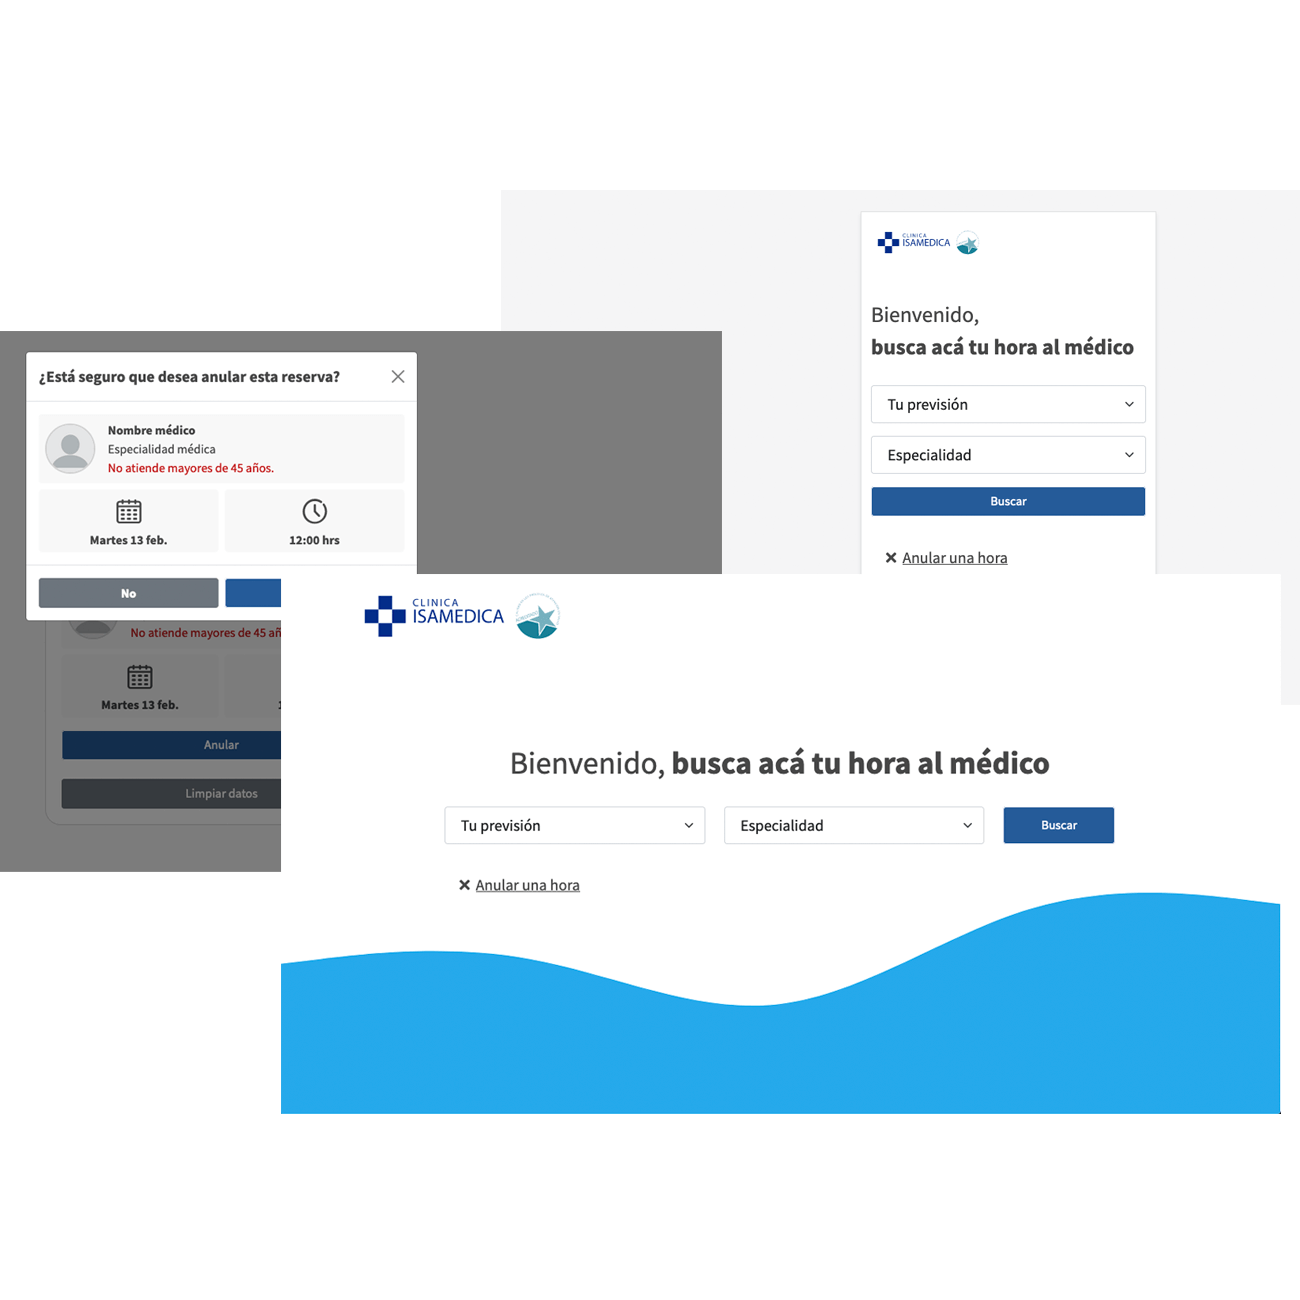 CLINICA
ISAMEDICA
Bienvenido,
busca acá tu hora al médico
Tu previsión
Especialidad
Buscar
Anular una hora
¿Está seguro que desea anular esta reserva?
Nombre médico
Especialidad médica
No atiende mayores de 45 años.
Martes 13 feb.
12:00 hrs
No
No atiende mayores de 45
Martes 13 feb.
Anular
Limpiar datos
CLINICA
ISAMEDICA
Bienvenido, busca acá tu hora al médico
Tu previsión
Especialidad
Buscar
Anular una hora